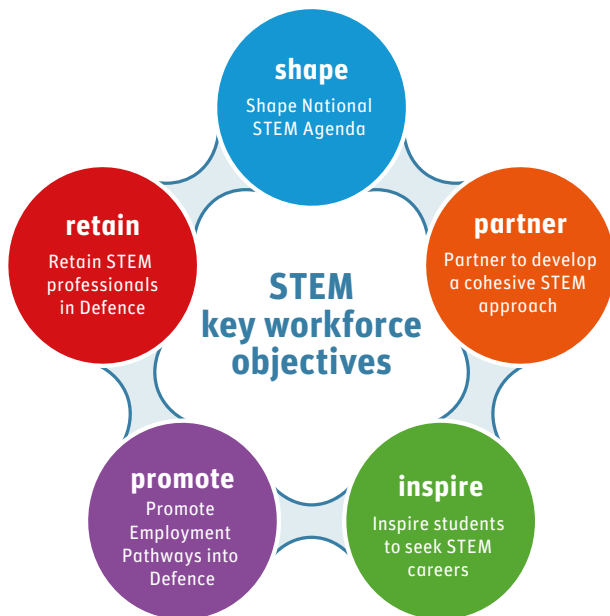 shape
Shape National
STEM Agenda
partner
Partner to develop
a cohesive STEM
approach
inspire
Inspire students
to seek STEM
careers
promote
Promote
Employment
Pathways into
Defence
retain
Retain STEM
professionals
in Defence
STEM
key workforce
objectives